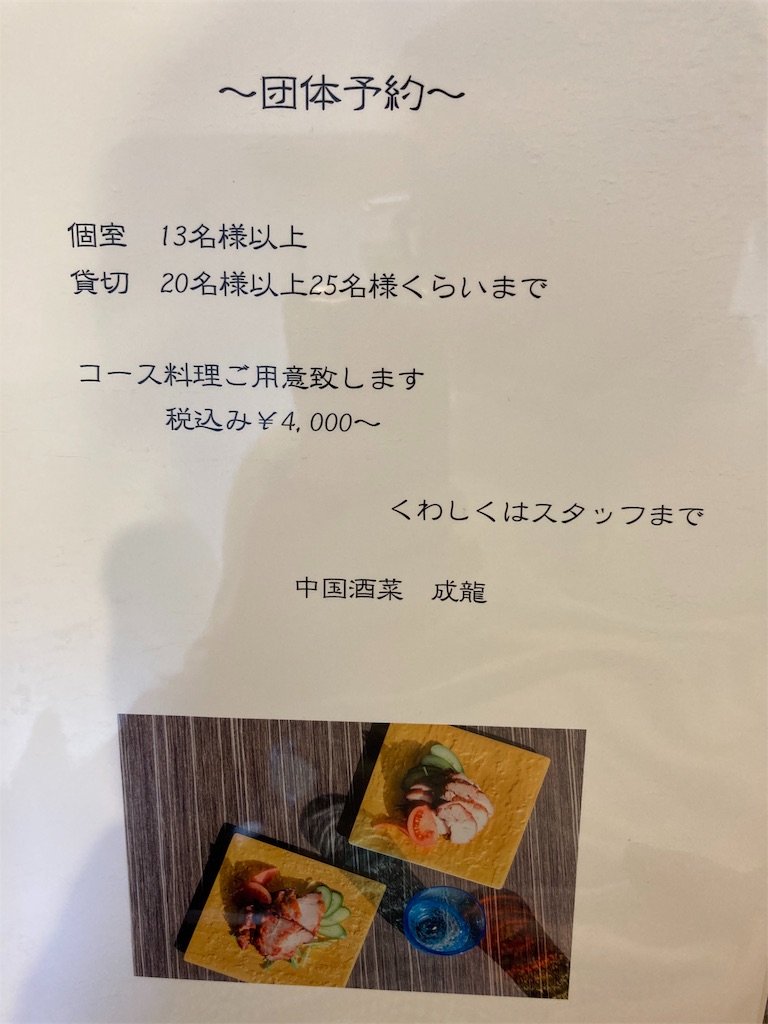 ～団体予約～
個室　13名様以上
貸切　20名様以上25名様くらいまで
コース料理ご用意致します
税込み￥4,000～
くわしくはスタッフまで
中国酒菜　成龍